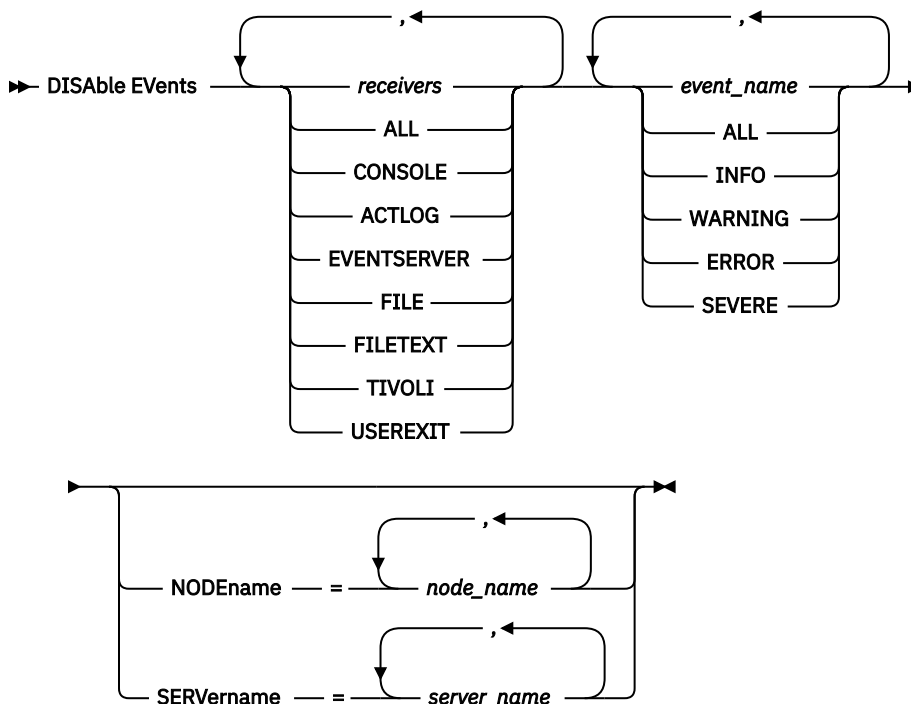 , ,
DISAble EVents receivers event_name
ALL ALL
CONSOLE INFO
ACTLOG WARNING
EVENTSERVER ERROR
FILE SEVERE
FILETEXT
TIVOLI
USEREXIT
,
NODEname = node_name
,
SERVername = server_name